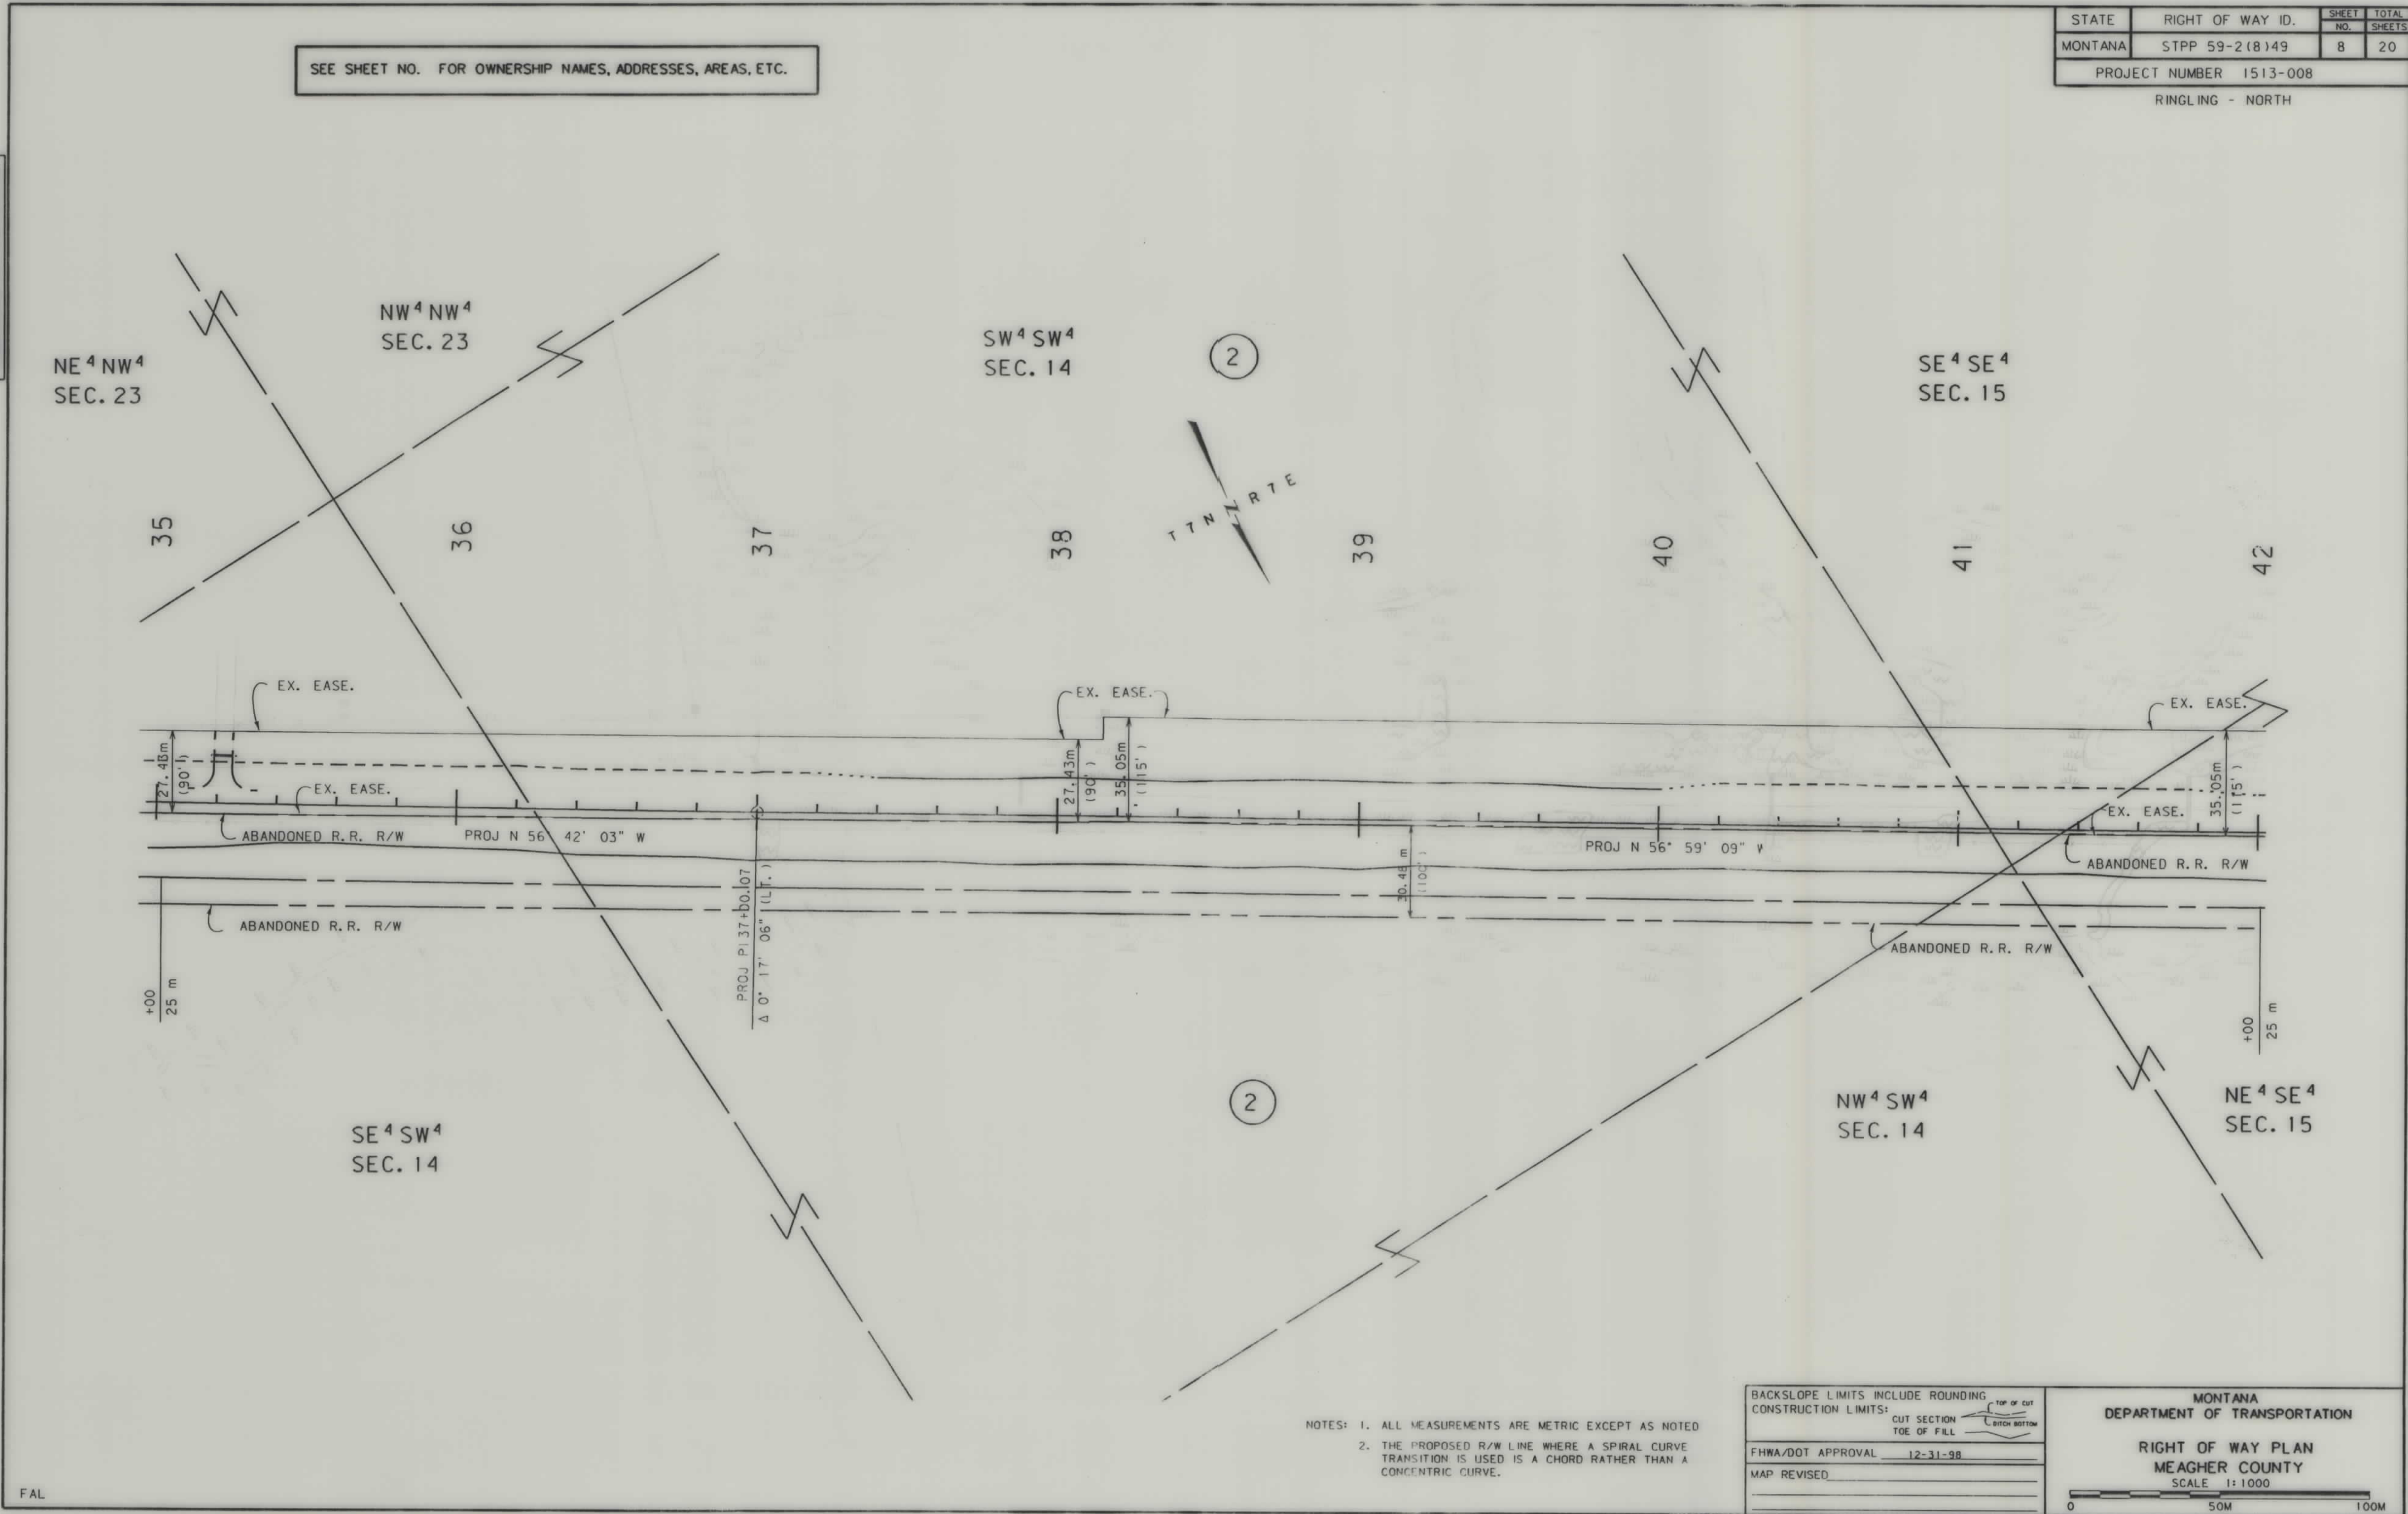 SEE SHEET NO. FOR OWNERSHIP NAMES, ADDRESSES, AREAS, ETC.
STATE
RIGHT OF WAY ID.
SHEET NO.
TOTAL SHEETS
MONTANA
STPP 59-2(8)49
8
20
PROJECT NUMBER 1513-008
RINGLING - NORTH
NE⁴ NW⁴
SEC. 23
NW⁴ NW⁴
SEC. 23
SW⁴ SW⁴
SEC. 14
2
SE⁴ SE⁴
SEC. 15
T 7 N Z R 7 E
35
36
37
38
39
40
41
42
EX. EASE.
EX. EASE.
EX. EASE.
27.43m
(90')
27.43m
(90')
35.05m
(115')
35.05m
(115')
EX. EASE.
EX. EASE.
ABANDONED R.R. R/W
PROJ N 56° 42' 03" W
PROJ N 56° 59' 09" W
ABANDONED R.R. R/W
30.48 m
(100')
PROJ PI 37+00.107
Δ 0° 17' 06" (LT.)
ABANDONED R.R. R/W
ABANDONED R.R. R/W
+00
25 m
+00
25 m
SE⁴ SW⁴
SEC. 14
2
NW⁴ SW⁴
SEC. 14
NE⁴ SE⁴
SEC. 15
NOTES: 1. ALL MEASUREMENTS ARE METRIC EXCEPT AS NOTED
2. THE PROPOSED R/W LINE WHERE A SPIRAL CURVE
TRANSITION IS USED IS A CHORD RATHER THAN A
CONCENTRIC CURVE.
BACKSLOPE LIMITS INCLUDE ROUNDING
CONSTRUCTION LIMITS:
TOP OF CUT
CUT SECTION
DITCH BOTTOM
TOE OF FILL
FHWA/DOT APPROVAL 12-31-98
MAP REVISED
MONTANA
DEPARTMENT OF TRANSPORTATION
RIGHT OF WAY PLAN
MEAGHER COUNTY
SCALE 1:1000
0 50M 100M
FAL